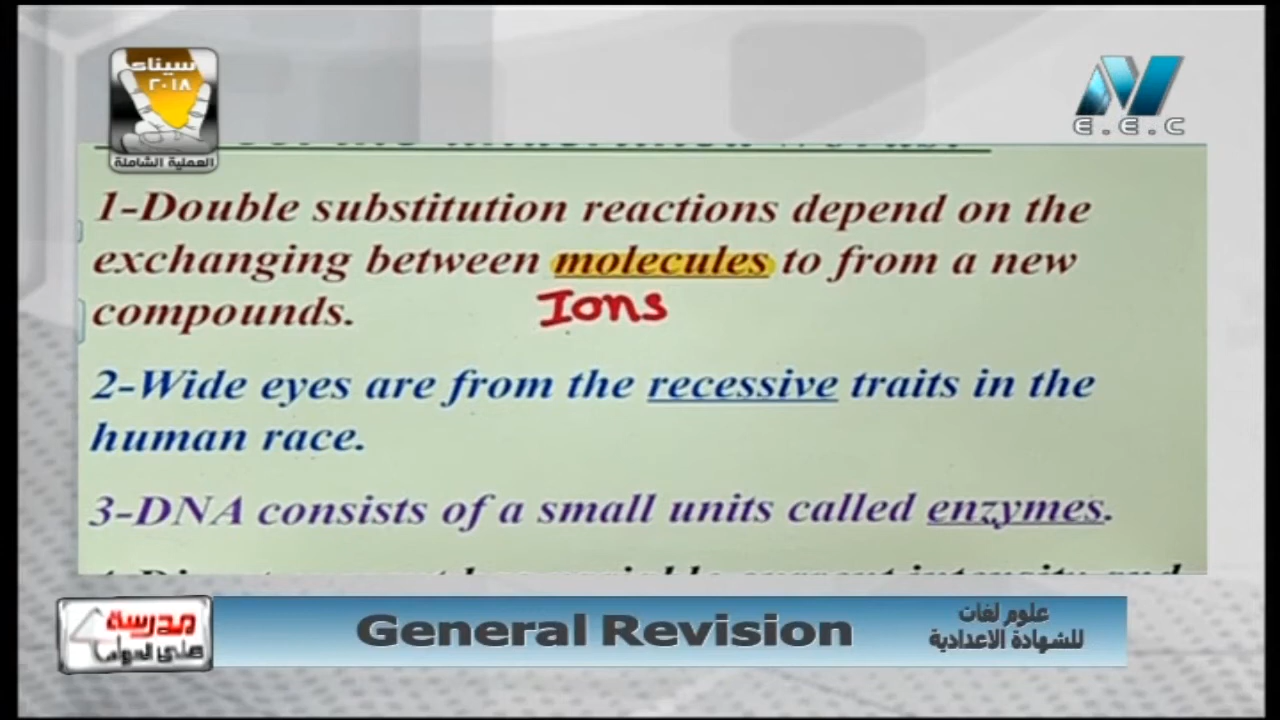 سيناء
٢٠١٨
العملية الشاملة
E.E.C
1-Double substitution reactions depend on the
exchanging between molecules to from a new
compounds.
Ions
2-Wide eyes are from the recessive traits in the
human race.
3-DNA consists of a small units called enzymes.
مدرسة
على الهواء
General Revision
علوم لغات
للشهادة الاعدادية